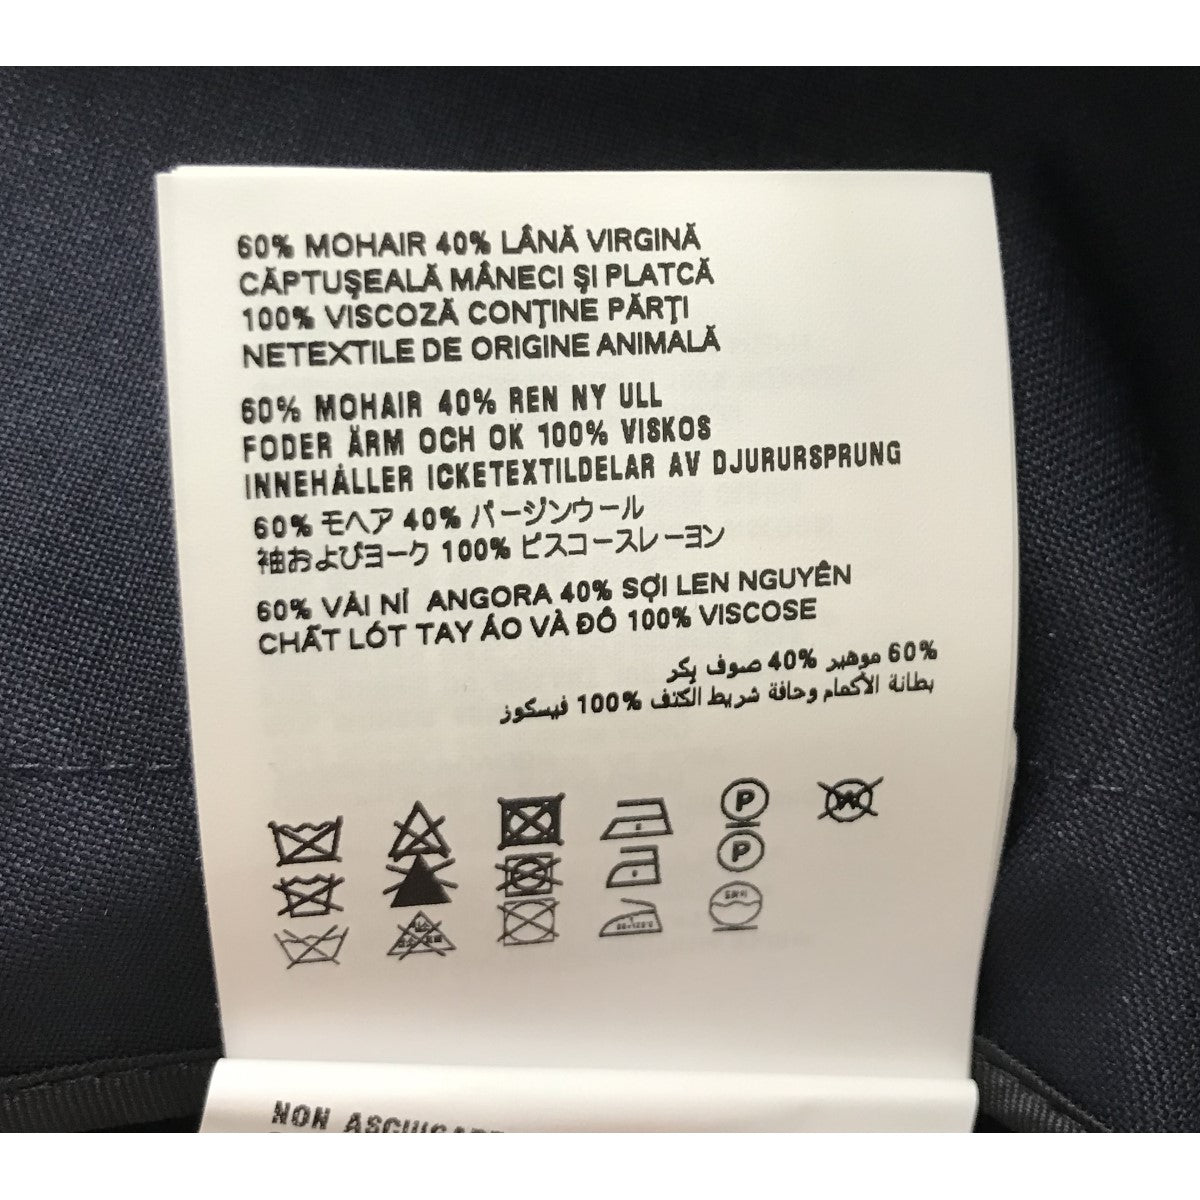 60% MOHAIR 40% LÂNĂ VIRGINĂ
CĂPTUŞEALĂ MÂNECI ŞI PLATCĂ
100% VISCOZĂ CONŢINE PĂRŢI
NETEXTILE DE ORIGINE ANIMALĂ
60% MOHAIR 40% REN NY ULL
FODER ÄRM OCH OK 100% VISKOS
INNEHÅLLER ICKETEXTILDELAR AV DJURURSPRUNG
60% モヘア 40% バージンウール
袖およびヨーク 100% ビスコースレーヨン
60% VẢI NỈ ANGORA 40% SỢI LEN NGUYÊN
CHẤT LÓT TAY ÁO VÀ ĐÔ 100% VISCOSE
60% موهير 40% صوف بكر
بطانة الأكمام وحافة شريط الكتف 100% فيسكوز
P
W
P
NON